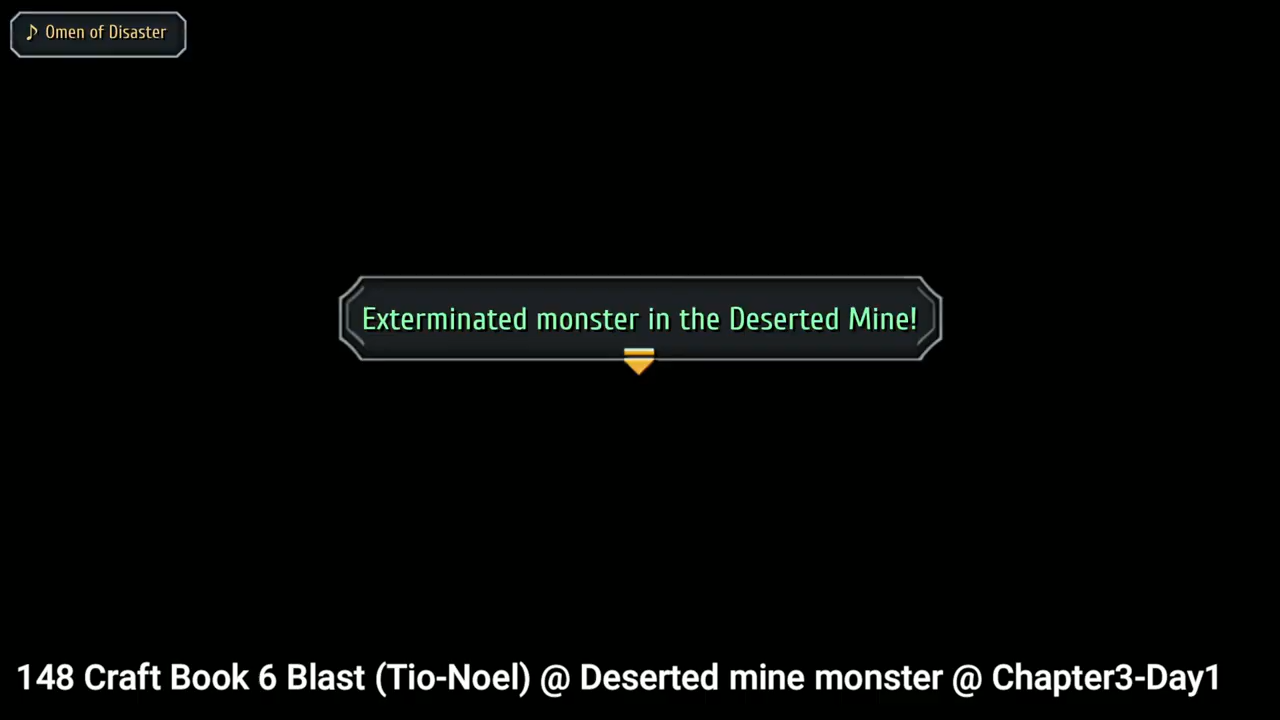 ♪ Omen of Disaster
Exterminated monster in the Deserted Mine!
148 Craft Book 6 Blast (Tio-Noel) @ Deserted mine monster @ Chapter3-Day1